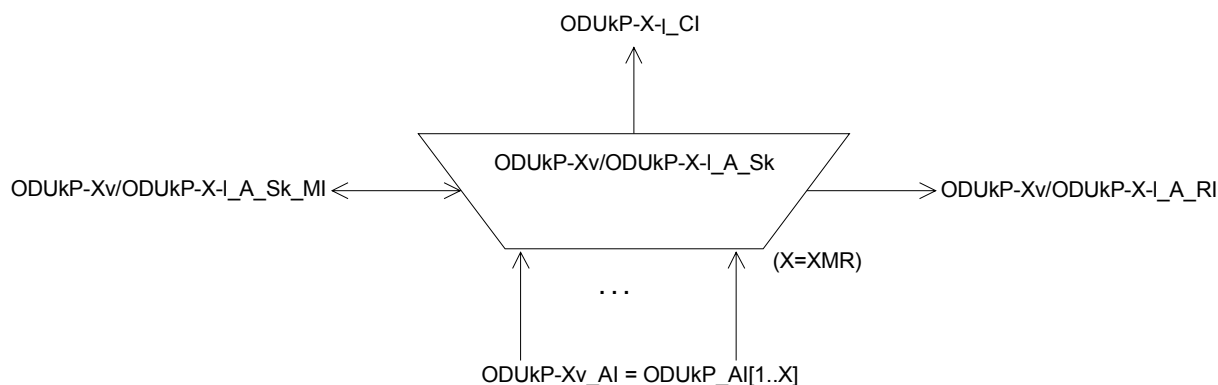 ODUkP-X-l_CI
ODUkP-Xv/ODUkP-X-l_A_Sk
ODUkP-Xv/ODUkP-X-l_A_Sk_MI
ODUkP-Xv/ODUkP-X-l_A_RI
(X=XMR)
. . .
ODUkP-Xv_AI = ODUkP_AI[1..X]